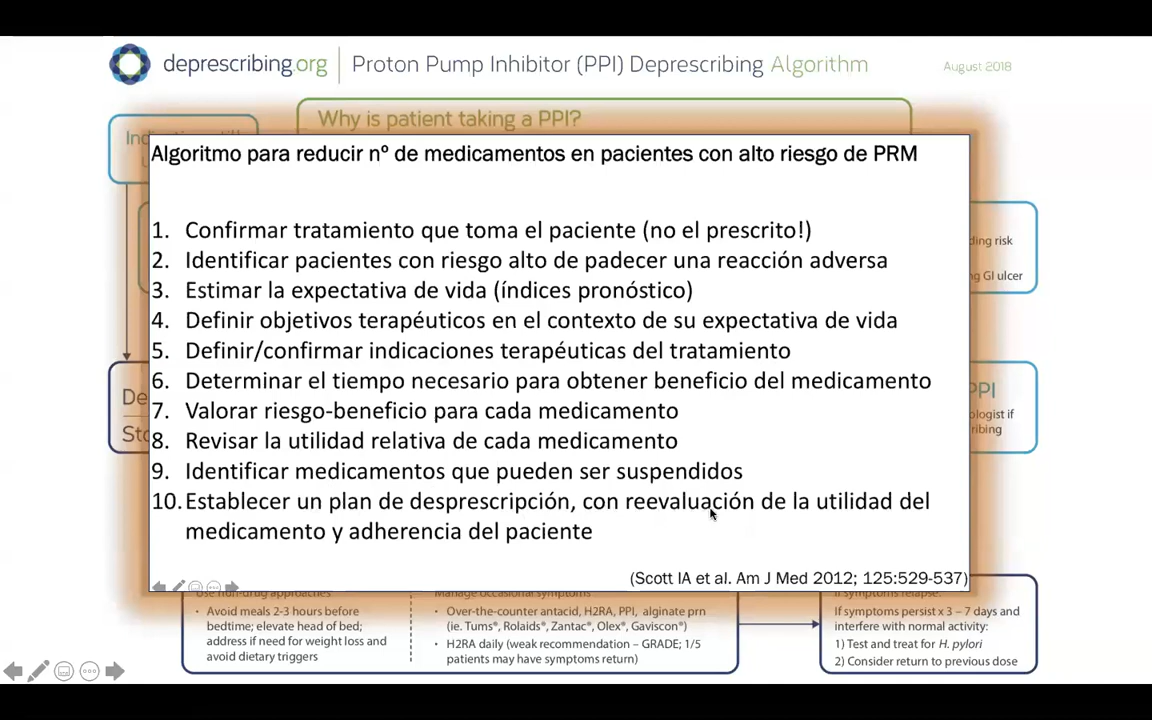 deprescribing.org | Proton Pump Inhibitor (PPI) Deprescribing Algorithm
August 2018
Why is patient taking a PPI?
Algoritmo para reducir nº de medicamentos en pacientes con alto riesgo de PRM
1. Confirmar tratamiento que toma el paciente (no el prescrito!)
2. Identificar pacientes con riesgo alto de padecer una reacción adversa
3. Estimar la expectativa de vida (índices pronóstico)
4. Definir objetivos terapéuticos en el contexto de su expectativa de vida
5. Definir/confirmar indicaciones terapéuticas del tratamiento
6. Determinar el tiempo necesario para obtener beneficio del medicamento
7. Valorar riesgo-beneficio para cada medicamento
8. Revisar la utilidad relativa de cada medicamento
9. Identificar medicamentos que pueden ser suspendidos
10. Establecer un plan de desprescripción, con reevaluación de la utilidad del
medicamento y adherencia del paciente
(Scott IA et al. Am J Med 2012; 125:529-537)
risk
GI ulcer
PPI
if
Use non-drug approaches
• Avoid meals 2-3 hours before
bedtime; elevate head of bed;
address if need for weight loss and
avoid dietary triggers
Manage occasional symptoms
• Over-the-counter antacid, H2RA, PPI, alginate prn
(ie. Tums®, Rolaids®, Zantac®, Olex®, Gaviscon®)
• H2RA daily (weak recommendation – GRADE; 1/5
patients may have symptoms return)
If symptoms relapse:
If symptoms persist x 3 – 7 days and
interfere with normal activity:
1) Test and treat for H. pylori
2) Consider return to previous dose